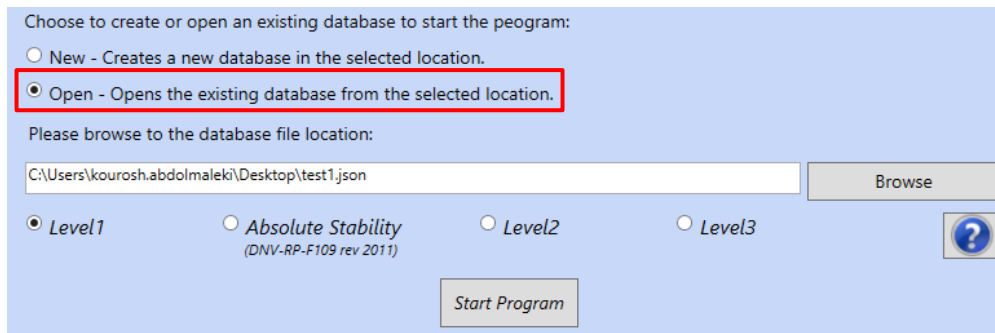 Choose to create or open an existing database to start the peogram:
New - Creates a new database in the selected location.
Open - Opens the existing database from the selected location.
Please browse to the database file location:
C:\Users\kourosh.abdolmaleki\Desktop\test1.json
Browse
Level1 Absolute Stability Level2 Level3
(DNV-RP-F109 rev 2011)
?
Start Program